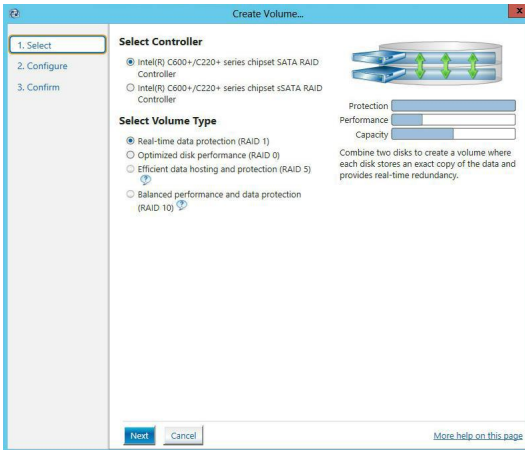 Create Volume...
x
1. Select
2. Configure
3. Confirm
Select Controller
Intel(R) C600+/C220+ series chipset SATA RAID
Controller
Intel(R) C600+/C220+ series chipset sSATA RAID
Controller
Select Volume Type
Real-time data protection (RAID 1)
Optimized disk performance (RAID 0)
Efficient data hosting and protection (RAID 5)
?
Balanced performance and data protection
(RAID 10) ?
Protection
Performance
Capacity
Combine two disks to create a volume where
each disk stores an exact copy of the data and
provides real-time redundancy.
Next
Cancel
More help on this page